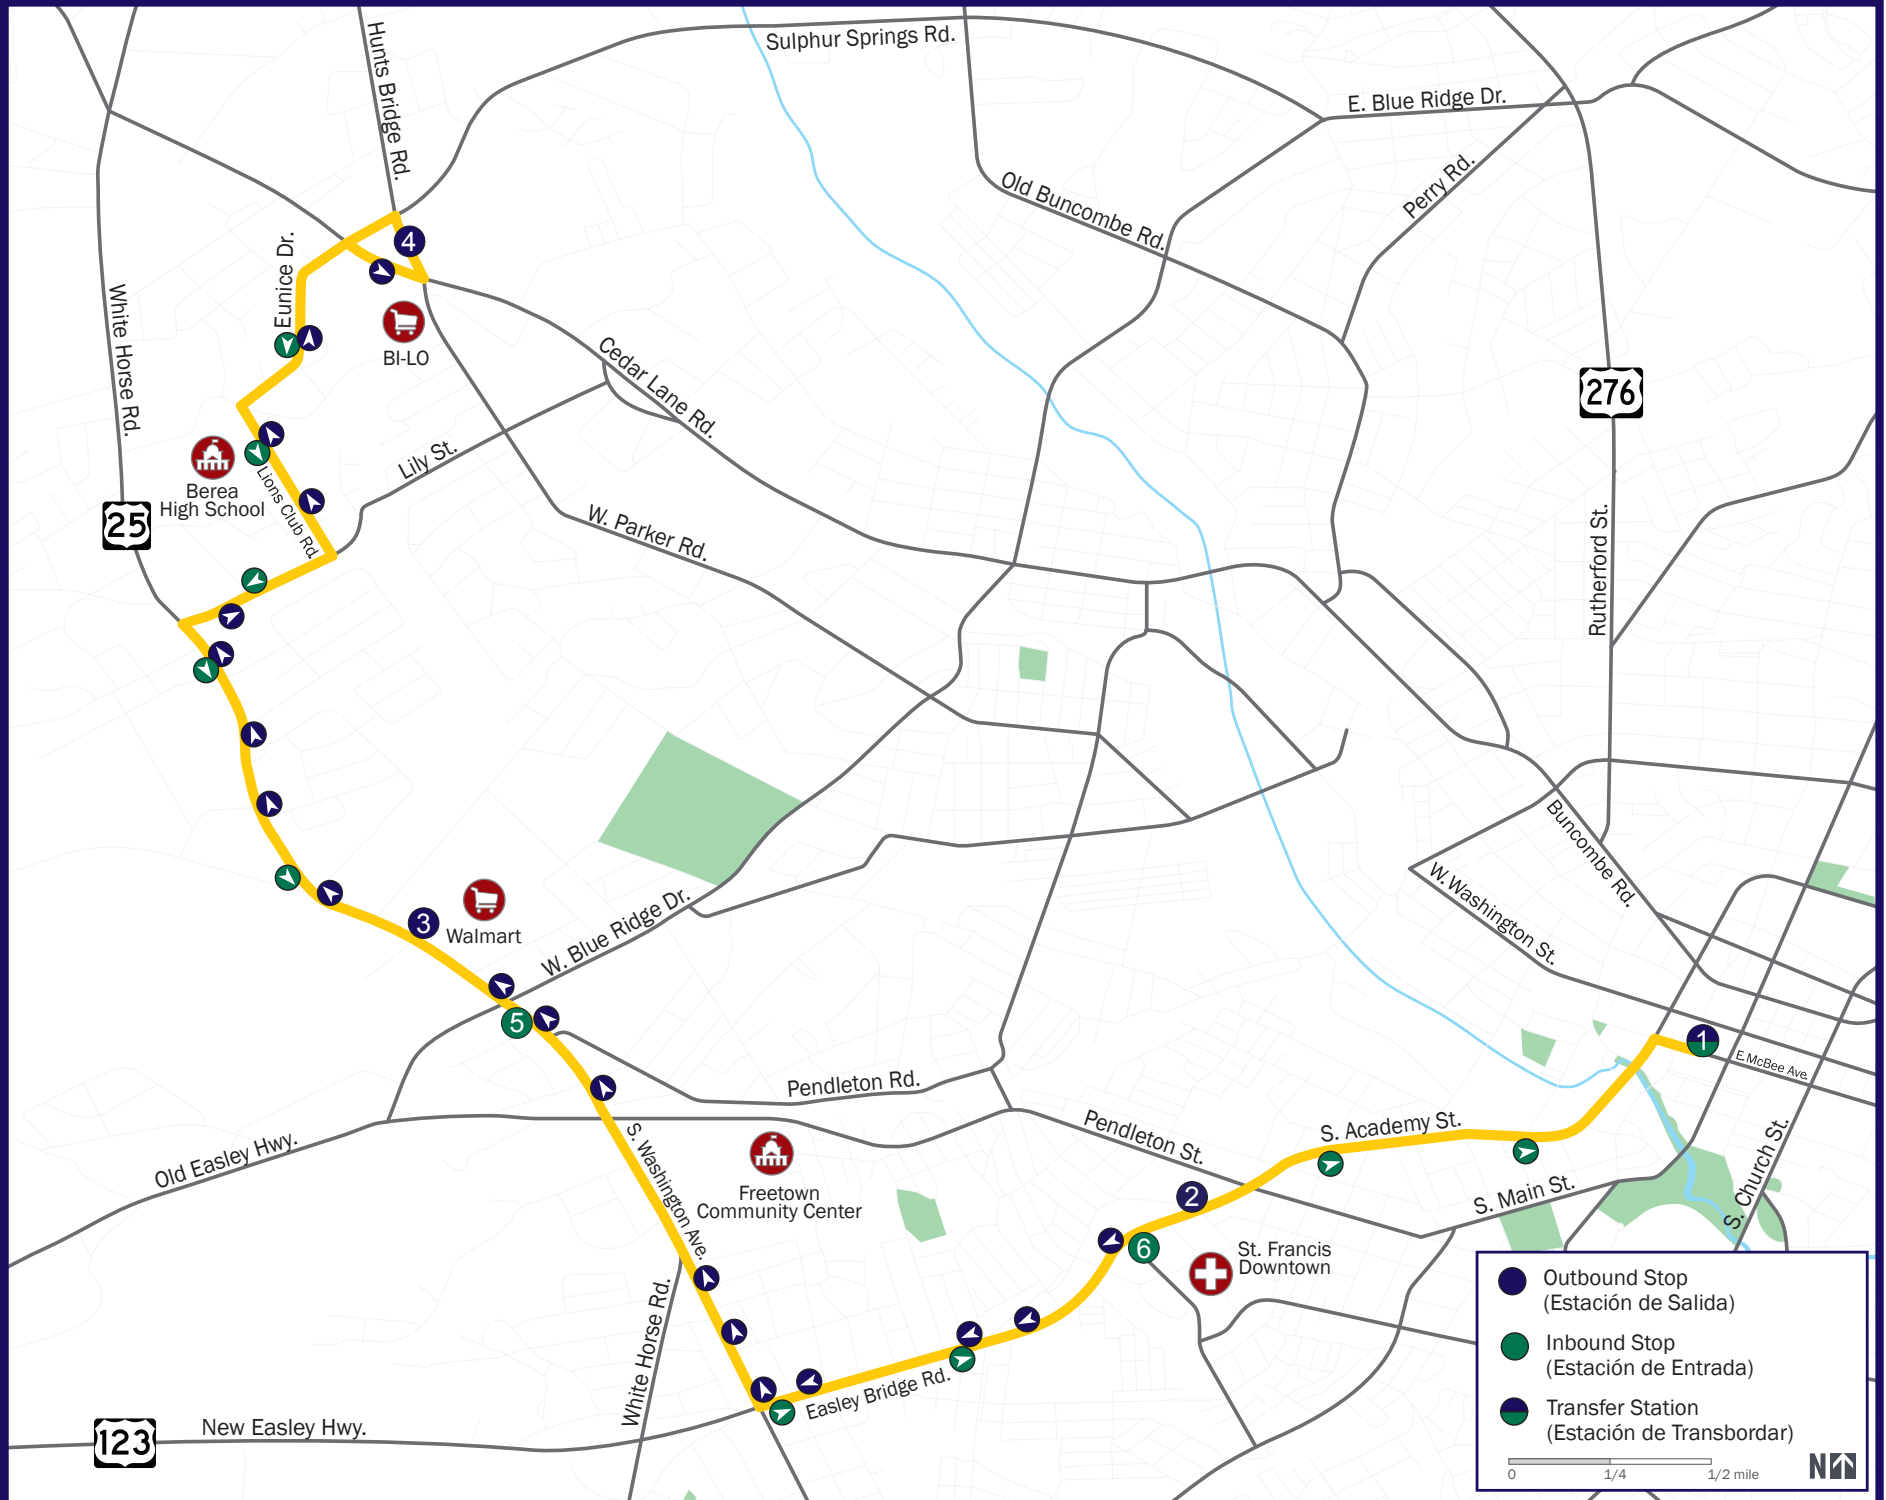 Sulphur Springs Rd.
Hunts Bridge Rd.
E. Blue Ridge Dr.
Old Buncombe Rd.
Perry Rd.
4
Eunice Dr.
BI-LO
White Horse Rd.
Cedar Lane Rd.
276
Lily St.
Berea
High School
Lions Club Rd.
25
W. Parker Rd.
Rutherford St.
Buncombe Rd.
W. Washington St.
3
Walmart
W. Blue Ridge Dr.
5
1
E. McBee Ave.
Pendleton Rd.
Old Easley Hwy.
S. Washington Ave.
Pendleton St.
S. Academy St.
S. Church St.
Freetown
Community Center
2
S. Main St.
6
St. Francis
Downtown
White Horse Rd.
Easley Bridge Rd.
123
New Easley Hwy.
Outbound Stop
(Estación de Salida)
Inbound Stop
(Estación de Entrada)
Transfer Station
(Estación de Transbordar)
0 1/4 1/2 mile
N